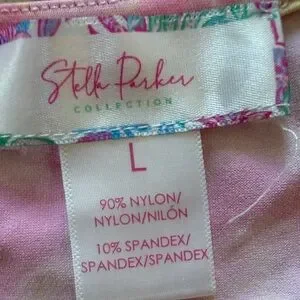 Stella Parker
COLLECTION
L
90% NYLON/
NYLON/NILÓN
10% SPANDEX/
SPANDEX/SPANDEX